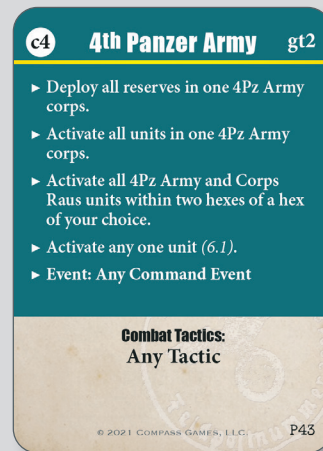 c4 4th Panzer Army gt2
► Deploy all reserves in one 4Pz Army
corps.
► Activate all units in one 4Pz Army
corps.
► Activate all 4Pz Army and Corps
Raus units within two hexes of a hex
of your choice.
► Activate any one unit (6.1).
► Event: Any Command Event
Combat Tactics:
Any Tactic
© 2021 Compass Games, LLC. P43